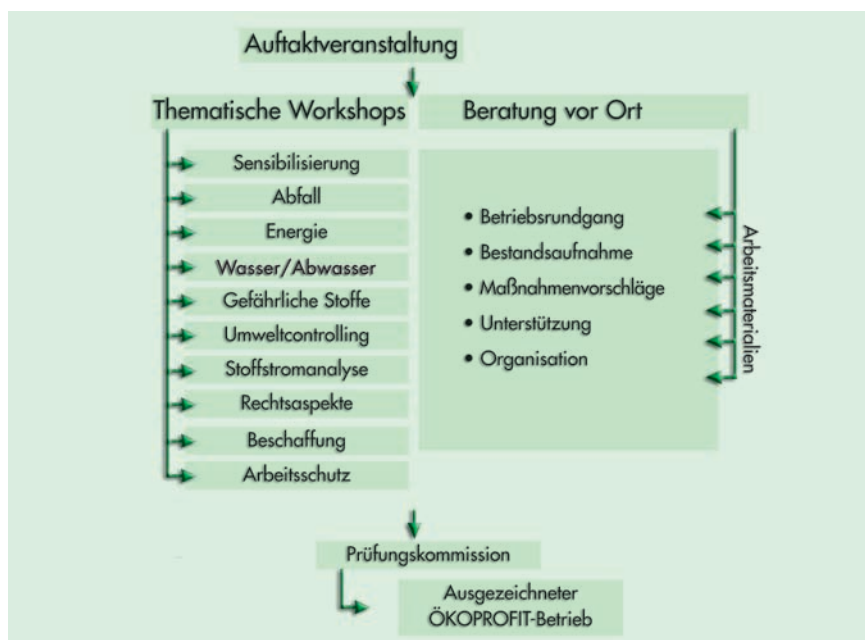 Auftaktveranstaltung
Thematische Workshops
Sensibilisierung
Abfall
Energie
Wasser/Abwasser
Gefährliche Stoffe
Umweltcontrolling
Stoffstromanalyse
Rechtsaspekte
Beschaffung
Arbeitsschutz
Beratung vor Ort
• Betriebsrundgang
• Bestandsaufnahme
• Maßnahmenvorschläge
• Unterstützung
• Organisation
Arbeitsmaterialien
Prüfungskommission
Ausgezeichneter
ÖKOPROFIT-Betrieb